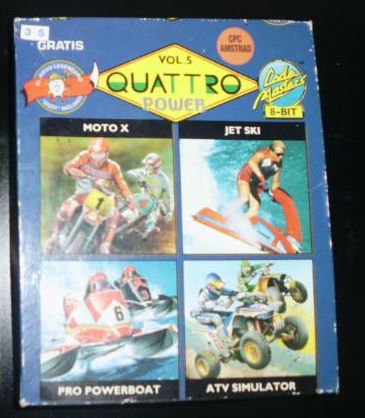 3 5
GRATIS
CPC
AMSTRAD
VOL.5
QUATTRO
POWER
Code
Masters
8-BIT
MOTO X
JET SKI
1
6
PRO POWERBOAT
ATV SIMULATOR